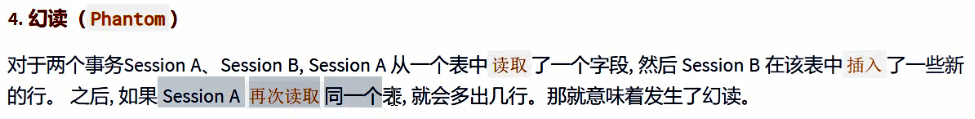 4. 幻读（Phantom）
对于两个事务Session A、Session B, Session A 从一个表中 读取 了一个字段, 然后 Session B 在该表中 插入 了一些新
的行。 之后, 如果 Session A 再次读取 同一个表, 就会多出几行。那就意味着发生了幻读。